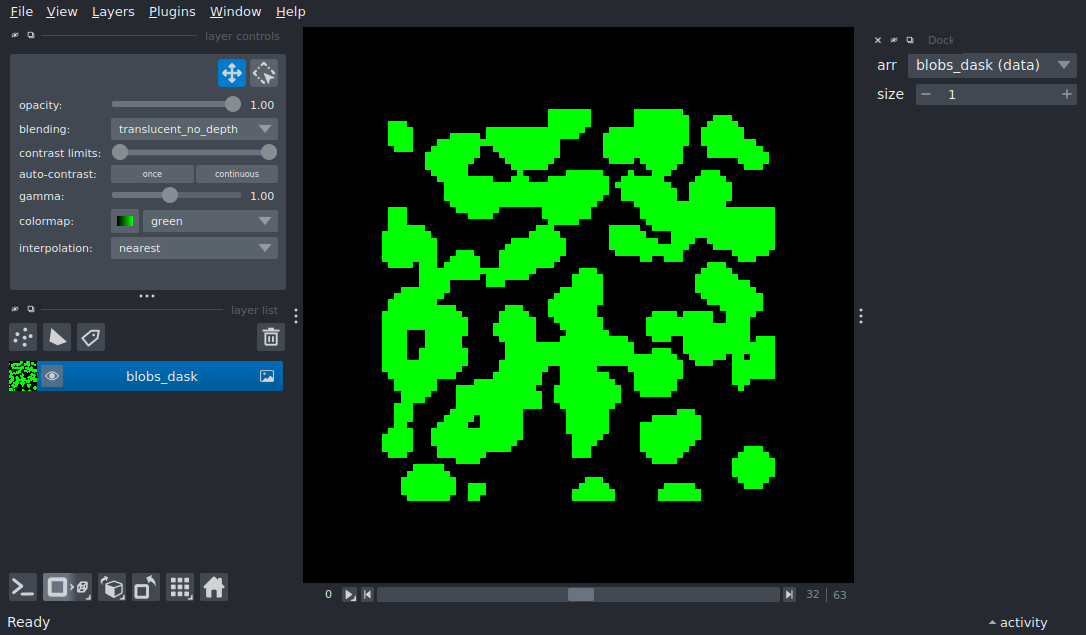 File View Layers Plugins Window Help
layer controls
opacity: 1.00
blending: translucent_no_depth
contrast limits:
auto-contrast: once continuous
gamma: 1.00
colormap: green
interpolation: nearest
layer list
blobs_dask
Dock
arr blobs_dask (data)
size 1
0 32 63
Ready activity